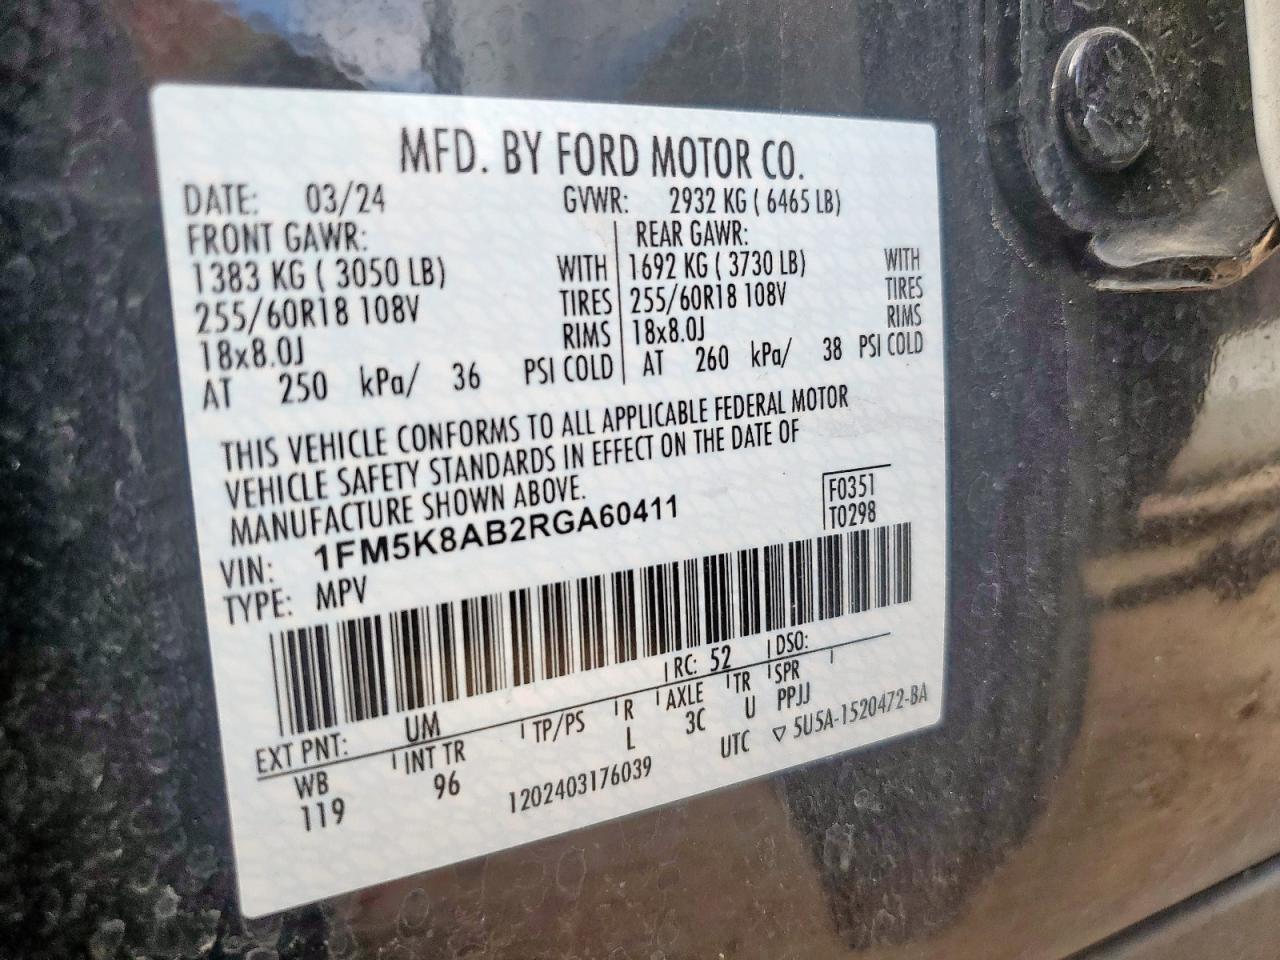 MFD. BY FORD MOTOR CO.
DATE: 03/24 GVWR: 2932 KG ( 6465 LB)
FRONT GAWR: REAR GAWR:
1383 KG ( 3050 LB) WITH 1692 KG ( 3730 LB) WITH
255/60R18 108V TIRES 255/60R18 108V TIRES
18x8.0J RIMS 18x8.0J RIMS
AT 250 kPa/ 36 PSI COLD AT 260 kPa/ 38 PSI COLD
THIS VEHICLE CONFORMS TO ALL APPLICABLE FEDERAL MOTOR
VEHICLE SAFETY STANDARDS IN EFFECT ON THE DATE OF
MANUFACTURE SHOWN ABOVE.
F0351
VIN: 1FM5K8AB2RGA60411 T0298
TYPE: MPV
EXT PNT: UM RC: 52 DSO:
WB INT TR TP/PS R AXLE TR SPR
119 96 L 3C U PPJJ
1202403176039 UTC ▽ 5U5A-1520472-BA